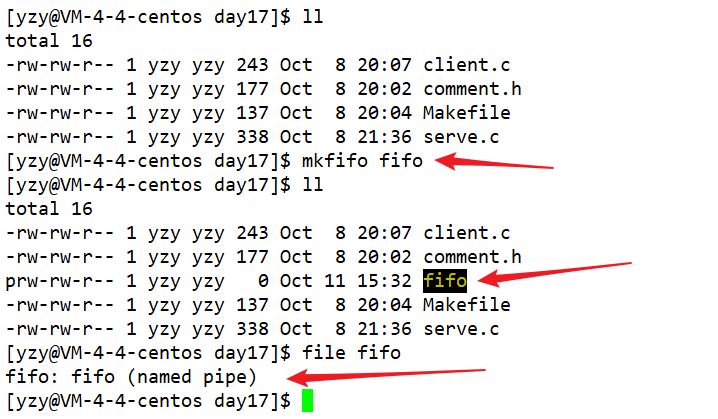 [yzy@VM-4-4-centos day17]$ ll
total 16
-rw-rw-r-- 1 yzy yzy 243 Oct  8 20:07 client.c
-rw-rw-r-- 1 yzy yzy 177 Oct  8 20:02 comment.h
-rw-rw-r-- 1 yzy yzy 137 Oct  8 20:04 Makefile
-rw-rw-r-- 1 yzy yzy 338 Oct  8 21:36 serve.c
[yzy@VM-4-4-centos day17]$ mkfifo fifo
[yzy@VM-4-4-centos day17]$ ll
total 16
-rw-rw-r-- 1 yzy yzy 243 Oct  8 20:07 client.c
-rw-rw-r-- 1 yzy yzy 177 Oct  8 20:02 comment.h
prw-rw-r-- 1 yzy yzy   0 Oct 11 15:32 fifo
-rw-rw-r-- 1 yzy yzy 137 Oct  8 20:04 Makefile
-rw-rw-r-- 1 yzy yzy 338 Oct  8 21:36 serve.c
[yzy@VM-4-4-centos day17]$ file fifo
fifo: fifo (named pipe)
[yzy@VM-4-4-centos day17]$